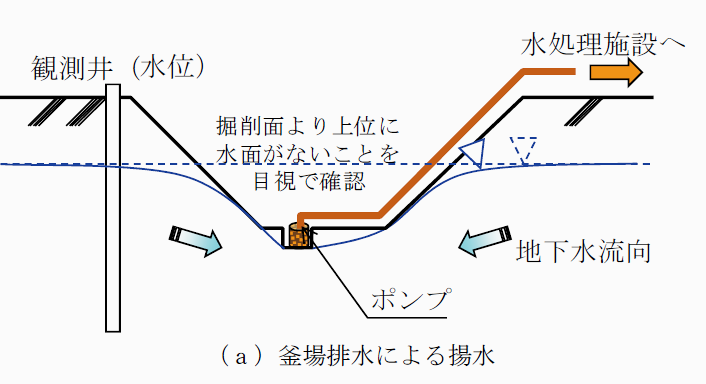 水処理施設へ
観測井（水位）
掘削面より上位に
水面がないことを
目視で確認
地下水流向
ポンプ
（ａ）釜場排水による揚水